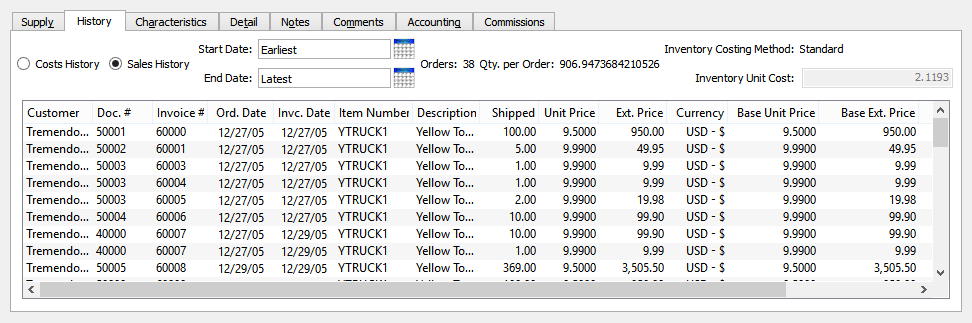 Supply History Characteristics Detail Notes Comments Accounting Commissions
Start Date: Earliest Inventory Costing Method: Standard
Costs History Sales History Orders: 38 Qty. per Order: 906.9473684210526
End Date: Latest Inventory Unit Cost: 2.1193
Customer Doc. # Invoice # Ord. Date Invc. Date Item Number Description Shipped Unit Price Ext. Price Currency Base Unit Price Base Ext. Price
Tremendo... 50001 60000 12/27/05 12/27/05 YTRUCK1 Yellow To... 100.00 9.5000 950.00 USD - $ 9.5000 950.00
Tremendo... 50002 60001 12/27/05 12/27/05 YTRUCK1 Yellow To... 5.00 9.9900 49.95 USD - $ 9.9900 49.95
Tremendo... 50003 60003 12/27/05 12/27/05 YTRUCK1 Yellow To... 1.00 9.9900 9.99 USD - $ 9.9900 9.99
Tremendo... 50003 60004 12/27/05 12/27/05 YTRUCK1 Yellow To... 1.00 9.9900 9.99 USD - $ 9.9900 9.99
Tremendo... 50003 60005 12/27/05 12/27/05 YTRUCK1 Yellow To... 2.00 9.9900 19.98 USD - $ 9.9900 19.98
Tremendo... 50004 60006 12/27/05 12/27/05 YTRUCK1 Yellow To... 10.00 9.9900 99.90 USD - $ 9.9900 99.90
Tremendo... 40000 60007 12/27/05 12/29/05 YTRUCK1 Yellow To... 10.00 9.9900 99.90 USD - $ 9.9900 99.90
Tremendo... 40000 60007 12/27/05 12/29/05 YTRUCK1 Yellow To... 1.00 9.9900 9.99 USD - $ 9.9900 9.99
Tremendo... 50005 60008 12/29/05 12/29/05 YTRUCK1 Yellow To... 369.00 9.5000 3,505.50 USD - $ 9.5000 3,505.50